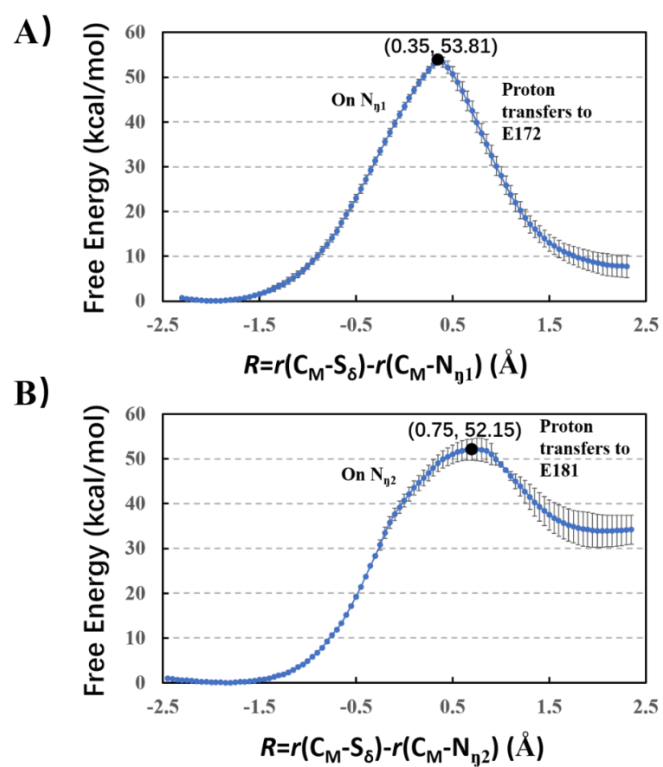 A)
60
50
40
30
20
10
0
Free Energy (kcal/mol)
(0.35, 53.81)
On Nη1
Proton
transfers to
E172
-2.5 -1.5 -0.5 0.5 1.5 2.5
R=r(CM-Sδ)-r(CM-Nη1) (Å)
B)
60
50
40
30
20
10
0
Free Energy (kcal/mol)
(0.75, 52.15)
On Nη2
Proton
transfers to
E181
-2.5 -1.5 -0.5 0.5 1.5 2.5
R=r(CM-Sδ)-r(CM-Nη2) (Å)